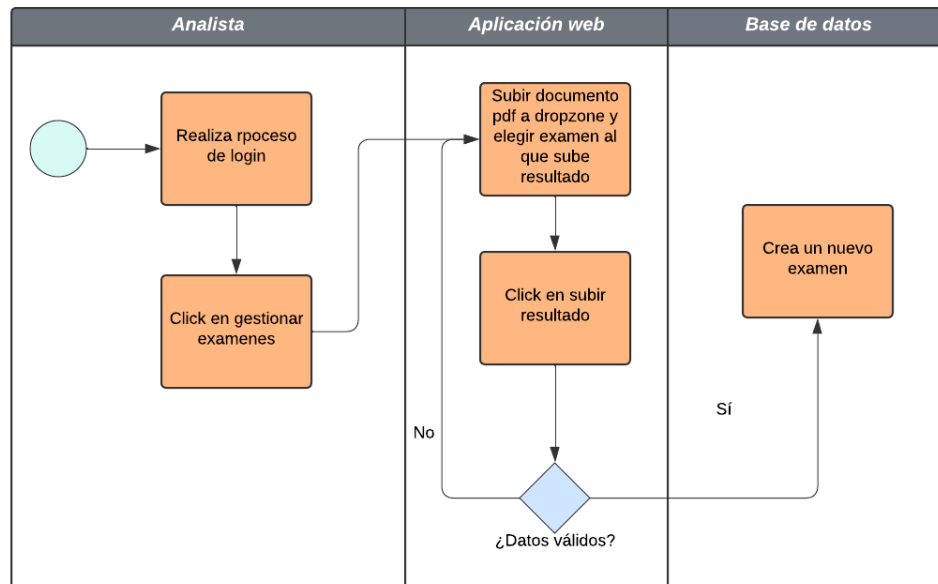 Analista
Aplicación web
Base de datos
Realiza rpoceso
de login
Click en gestionar
examenes
Subir documento
pdf a dropzone y
elegir examen al
que sube
resultado
Click en subir
resultado
No
¿Datos válidos?
Sí
Crea un nuevo
examen